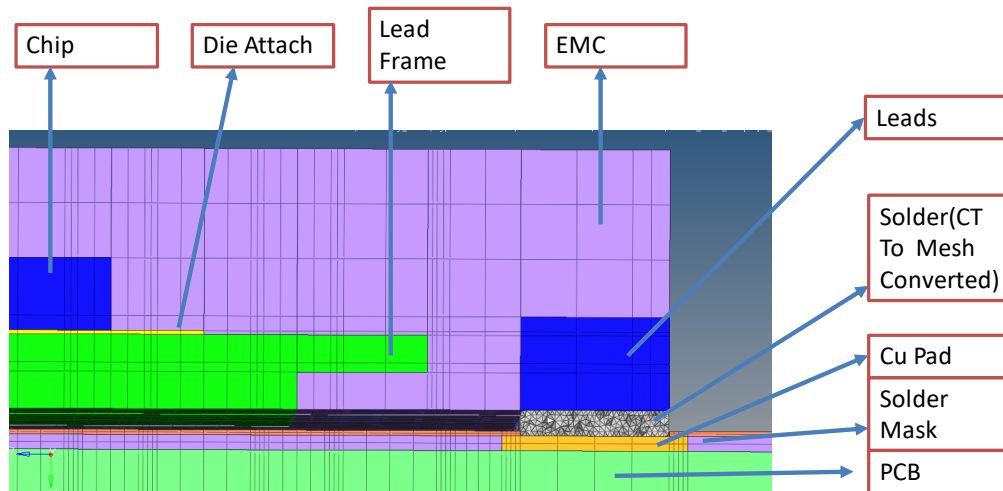 Chip
Die Attach
Lead
Frame
EMC
Leads
Solder(CT
To Mesh
Converted)
Cu Pad
Solder
Mask
PCB